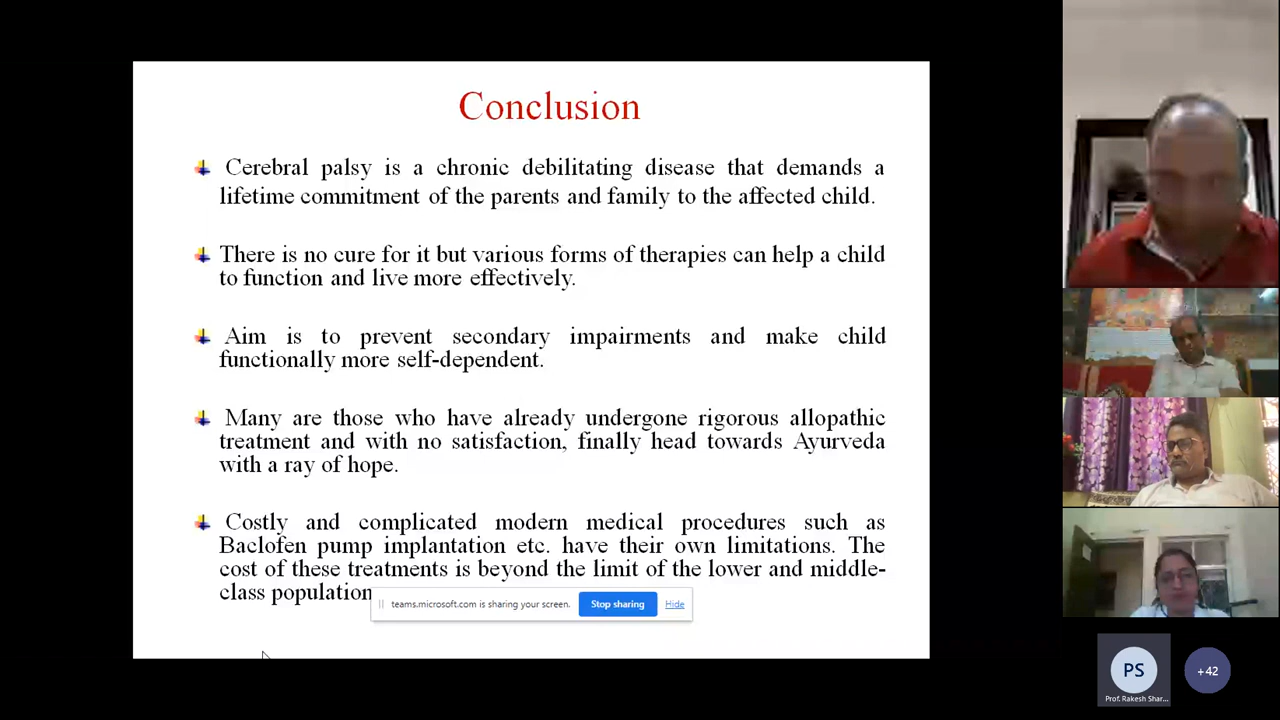 Conclusion
Cerebral palsy is a chronic debilitating disease that demands a
lifetime commitment of the parents and family to the affected child.
There is no cure for it but various forms of therapies can help a child
to function and live more effectively.
Aim is to prevent secondary impairments and make child
functionally more self-dependent.
Many are those who have already undergone rigorous allopathic
treatment and with no satisfaction, finally head towards Ayurveda
with a ray of hope.
Costly and complicated modern medical procedures such as
Baclofen pump implantation etc. have their own limitations. The
cost of these treatments is beyond the limit of the lower and middle-
class population
teams.microsoft.com is sharing your screen.
Stop sharing
Hide
PS
+42
Prof. Rakesh Shar...